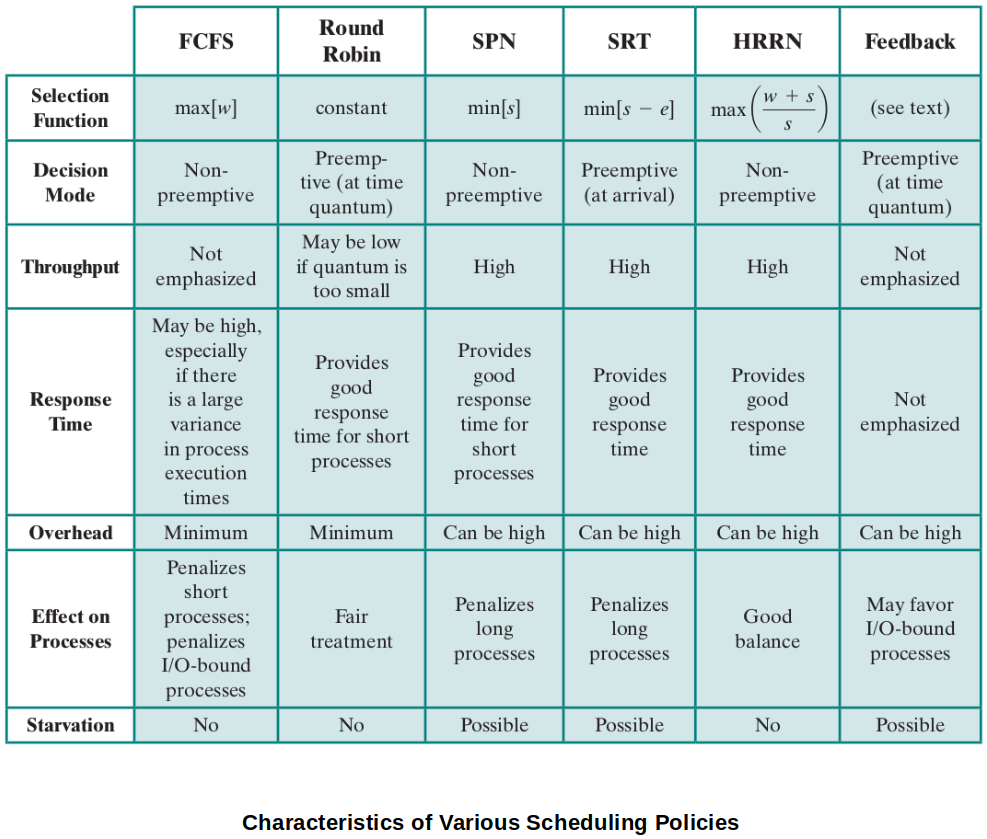 FCFS
Round
Robin
SPN
SRT
HRRN
Feedback
Selection
Function
max[w]
constant
min[s]
min[s − e]
max(w + s / s)
(see text)
Decision
Mode
Non-
preemptive
Preemp-
tive (at time
quantum)
Non-
preemptive
Preemptive
(at arrival)
Non-
preemptive
Preemptive
(at time
quantum)
Throughput
Not
emphasized
May be low
if quantum is
too small
High
High
High
Not
emphasized
Response
Time
May be high,
especially
if there
is a large
variance
in process
execution
times
Provides
good
response
time for short
processes
Provides
good
response
time for
short
processes
Provides
good
response
time
Provides
good
response
time
Not
emphasized
Overhead
Minimum
Minimum
Can be high
Can be high
Can be high
Can be high
Effect on
Processes
Penalizes
short
processes;
penalizes
I/O-bound
processes
Fair
treatment
Penalizes
long
processes
Penalizes
long
processes
Good
balance
May favor
I/O-bound
processes
Starvation
No
No
Possible
Possible
No
Possible
Characteristics of Various Scheduling Policies